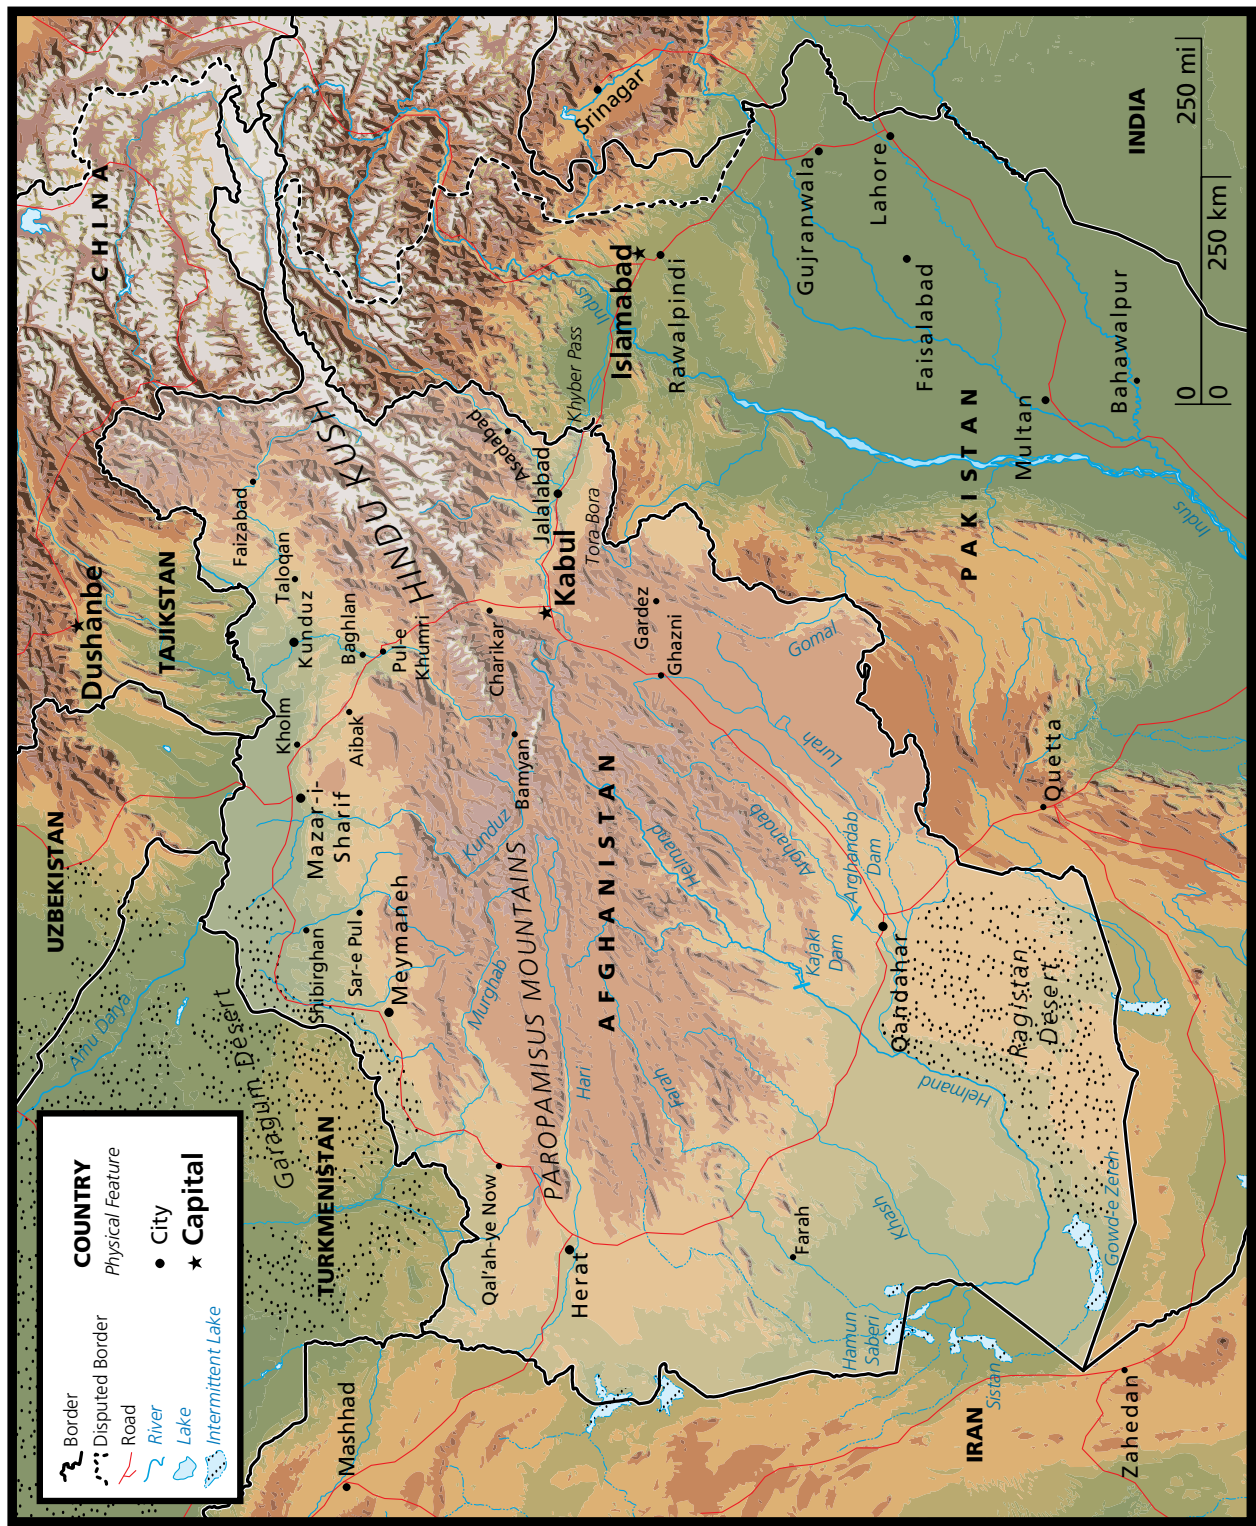 COUNTRY
Physical Feature
City
Capital
Border
Disputed Border
Road
River
Lake
Intermittent Lake
UZBEKISTAN
TAJIKSTAN
Dushanbe
CHINA
TURKMENISTAN
Garagum Desert
Amu Darya
Mashhad
Shibirghan
Sar-e Pul
Meymaneh
Mazar-i-
Sharif
Kholm
Aibak
Kunduz
Taloqan
Faizabad
Baghlan
Pul-e
Khumri
HINDU KUSH
Charikar
Bamyan
Kunduz
Murghab
Qal'ah-ye Now
PAROPAMISUS MOUNTAINS
Herat
Hari
AFGHANISTAN
Kabul
Jalalabad
Asadabad
Khyber Pass
Tora Bora
Gardez
Ghazni
Gomal
Lurah
Helmand
Arghandab
Arghandab
Dam
Kajaki
Dam
Farah
Farah
Khash
Helmand
Qandahar
Ragistan
Desert
Gowd-e Zereh
Hamun
Saberi
Sistan
IRAN
Zahedan
Quetta
PAKISTAN
Indus
Islamabad
Rawalpindi
Srinagar
Gujranwala
Lahore
Faisalabad
Multan
Bahawalpur
Indus
INDIA
0 250 mi
0 250 km